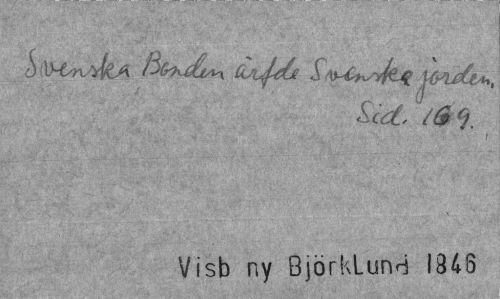 Svenska Bonden ärfde Svenska jorden.
Sid. 169.
Visb ny BjörkLund 1846